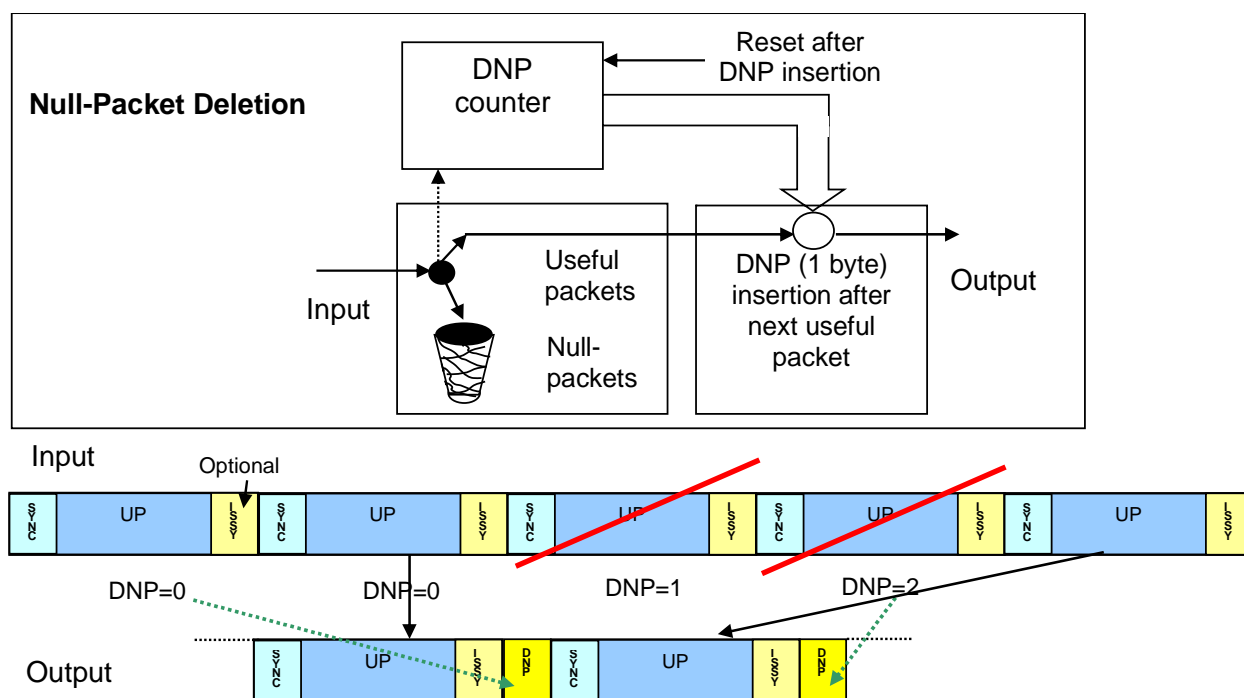 Null-Packet Deletion
DNP
counter
Reset after
DNP insertion
Input
Useful
packets
Null-
packets
DNP (1 byte)
insertion after
next useful
packet
Output
Input
Optional
SYNC UP ISSY SYNC UP ISSY SYNC UP ISSY SYNC UP ISSY SYNC UP ISSY
DNP=0 DNP=0 DNP=1 DNP=2
Output
SYNC UP ISSY DNP SYNC UP ISSY DNP